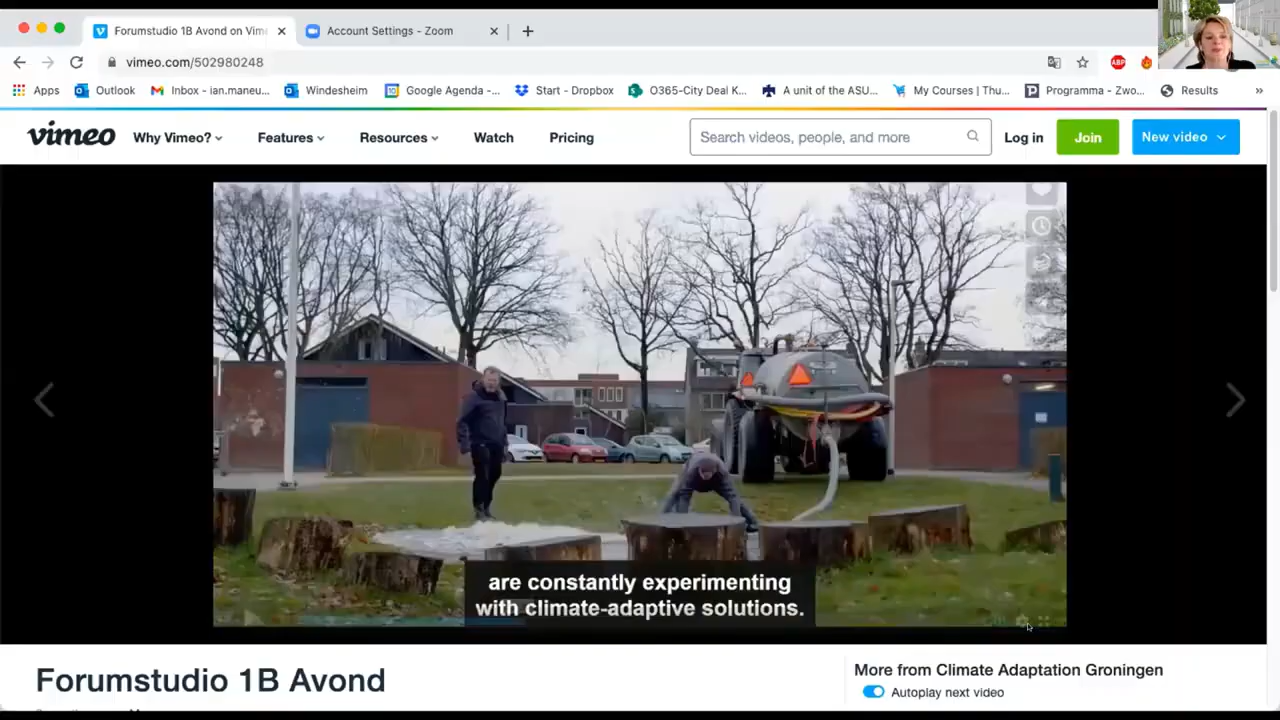 Forumstudio 1B Avond on Vim
Account Settings - Zoom
vimeo.com/502980248
ABP
Apps
Outlook
Inbox - ian.maneu...
Windesheim
Google Agenda -...
Start - Dropbox
O365-City Deal K...
A unit of the ASU...
My Courses | Thu...
Programma - Zwo...
Results
»
vimeo
Why Vimeo?
Features
Resources
Watch
Pricing
Search videos, people, and more
Log in
Join
New video
are constantly experimenting
with climate-adaptive solutions.
Forumstudio 1B Avond
More from Climate Adaptation Groningen
Autoplay next video